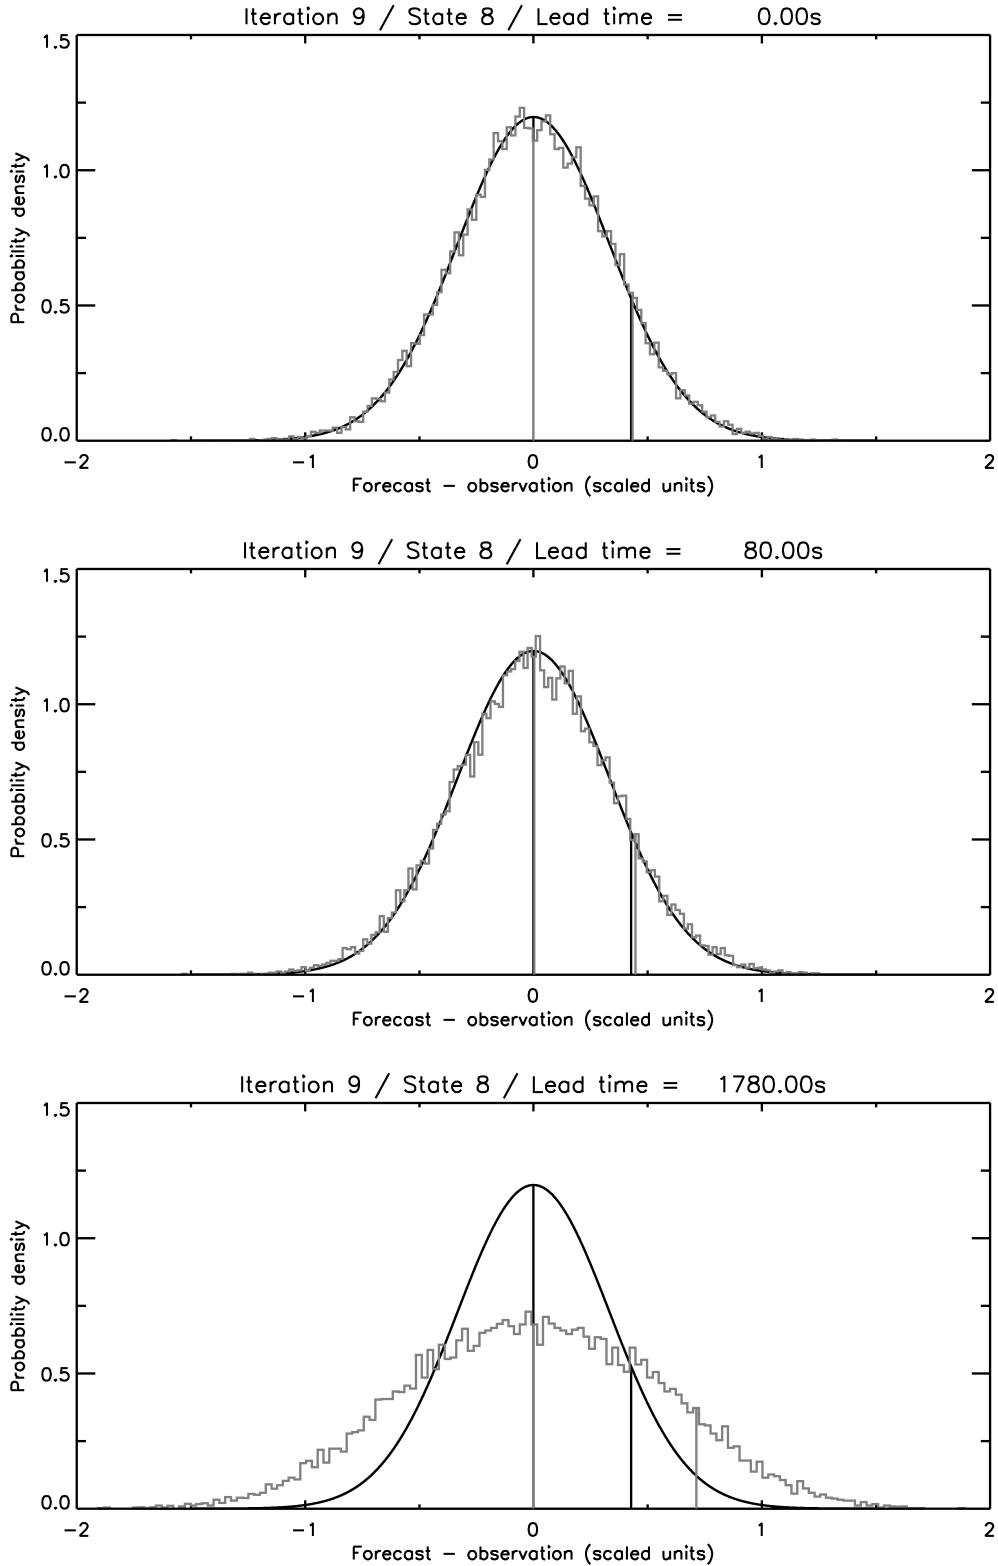 Iteration 9 / State 8 / Lead time = 0.00s
1.5
1.0
0.5
0.0
Probability density
−2 −1 0 1 2
Forecast − observation (scaled units)
Iteration 9 / State 8 / Lead time = 80.00s
1.5
1.0
0.5
0.0
Probability density
−2 −1 0 1 2
Forecast − observation (scaled units)
Iteration 9 / State 8 / Lead time = 1780.00s
1.5
1.0
0.5
0.0
Probability density
−2 −1 0 1 2
Forecast − observation (scaled units)